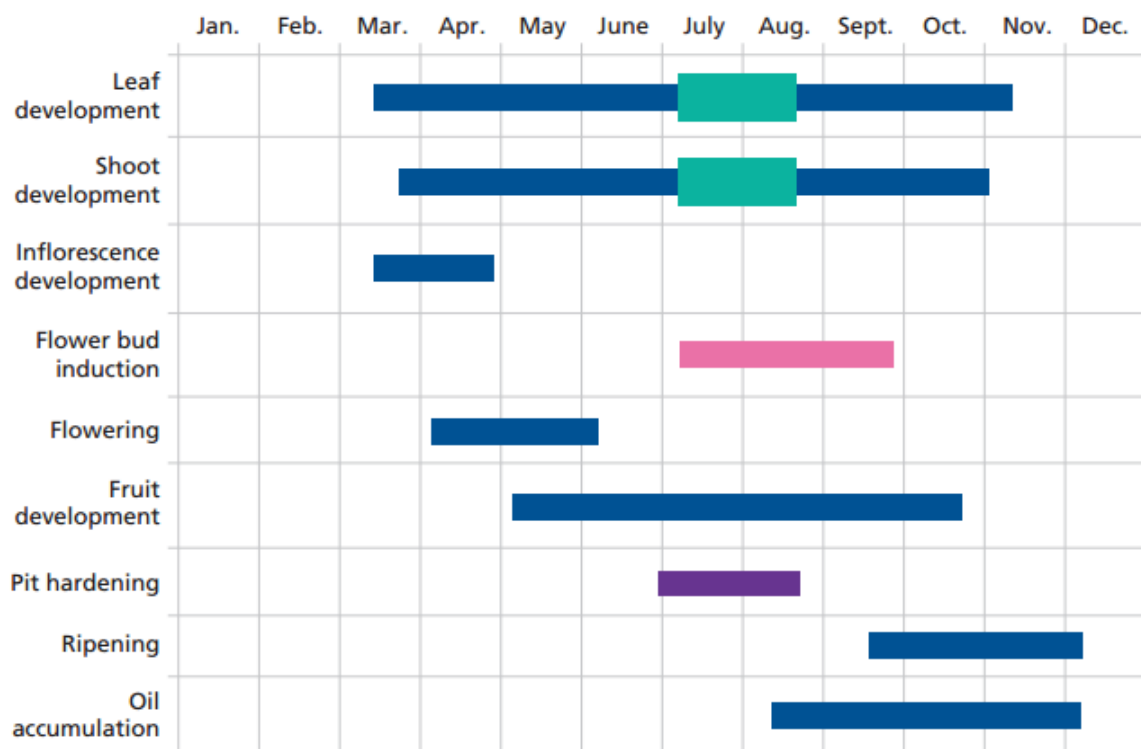 Jan. Feb. Mar. Apr. May June July Aug. Sept. Oct. Nov. Dec.
Leaf
development
Shoot
development
Inflorescence
development
Flower bud
induction
Flowering
Fruit
development
Pit hardening
Ripening
Oil
accumulation